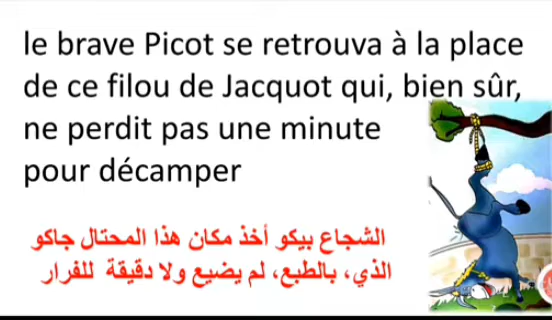 le brave Picot se retrouva à la place
de ce filou de Jacquot qui, bien sûr,
ne perdit pas une minute
pour décamper
الشجاع بيكو أخذ مكان هذا المحتال جاكو
الذي، بالطبع، لم يضيع ولا دقيقة للفرار